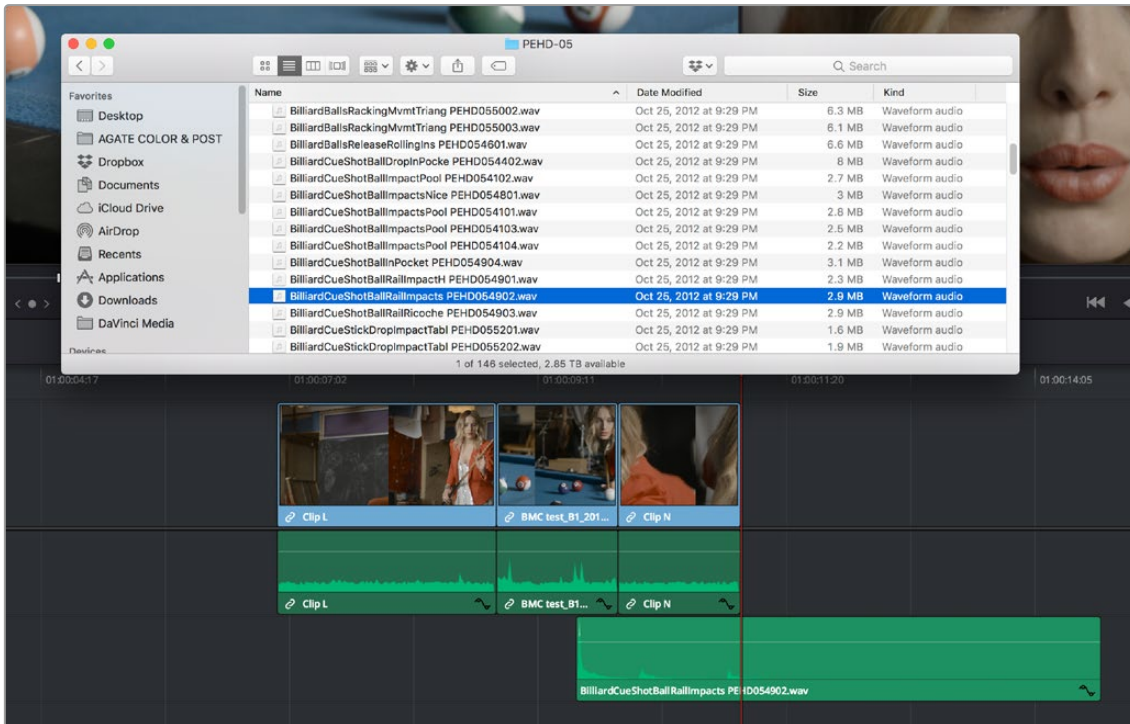 PEHD-05
Search
Favorites
Desktop
AGATE COLOR & POST
Dropbox
Documents
iCloud Drive
AirDrop
Recents
Applications
Downloads
DaVinci Media
Devices
Name Date Modified Size Kind
BilliardBallsRackingMvmtTriang PEHD055002.wav Oct 25, 2012 at 9:29 PM 6.3 MB Waveform audio
BilliardBallsRackingMvmtTriang PEHD055003.wav Oct 25, 2012 at 9:29 PM 6.1 MB Waveform audio
BilliardBallsReleaseRollingIns PEHD054601.wav Oct 25, 2012 at 9:29 PM 6.6 MB Waveform audio
BilliardCueShotBallDropInPocke PEHD054402.wav Oct 25, 2012 at 9:29 PM 8 MB Waveform audio
BilliardCueShotBallImpactPool PEHD054102.wav Oct 25, 2012 at 9:29 PM 2.7 MB Waveform audio
BilliardCueShotBallImpactsNice PEHD054801.wav Oct 25, 2012 at 9:29 PM 3 MB Waveform audio
BilliardCueShotBallImpactsPool PEHD054101.wav Oct 25, 2012 at 9:29 PM 2.8 MB Waveform audio
BilliardCueShotBallImpactsPool PEHD054103.wav Oct 25, 2012 at 9:29 PM 2.5 MB Waveform audio
BilliardCueShotBallImpactsPool PEHD054104.wav Oct 25, 2012 at 9:29 PM 2.2 MB Waveform audio
BilliardCueShotBallInPocket PEHD054904.wav Oct 25, 2012 at 9:29 PM 3.1 MB Waveform audio
BilliardCueShotBallRailImpactH PEHD054901.wav Oct 25, 2012 at 9:29 PM 2.3 MB Waveform audio
BilliardCueShotBallRailImpacts PEHD054902.wav Oct 25, 2012 at 9:29 PM 2.9 MB Waveform audio
BilliardCueShotBallRailRicoche PEHD054903.wav Oct 25, 2012 at 9:29 PM 2.9 MB Waveform audio
BilliardCueStickDropImpactTabl PEHD055201.wav Oct 25, 2012 at 9:29 PM 1.6 MB Waveform audio
BilliardCueStickDropImpactTabl PEHD055202.wav Oct 25, 2012 at 9:29 PM 1.9 MB Waveform audio
1 of 146 selected, 2.85 TB available
01:00:04:17 01:00:07:02 01:00:09:11 01:00:11:20 01:00:14:05
Clip L BMC test_B1_201... Clip N
Clip L BMC test_B1... Clip N
BilliardCueShotBallRailImpacts PEHD054902.wav